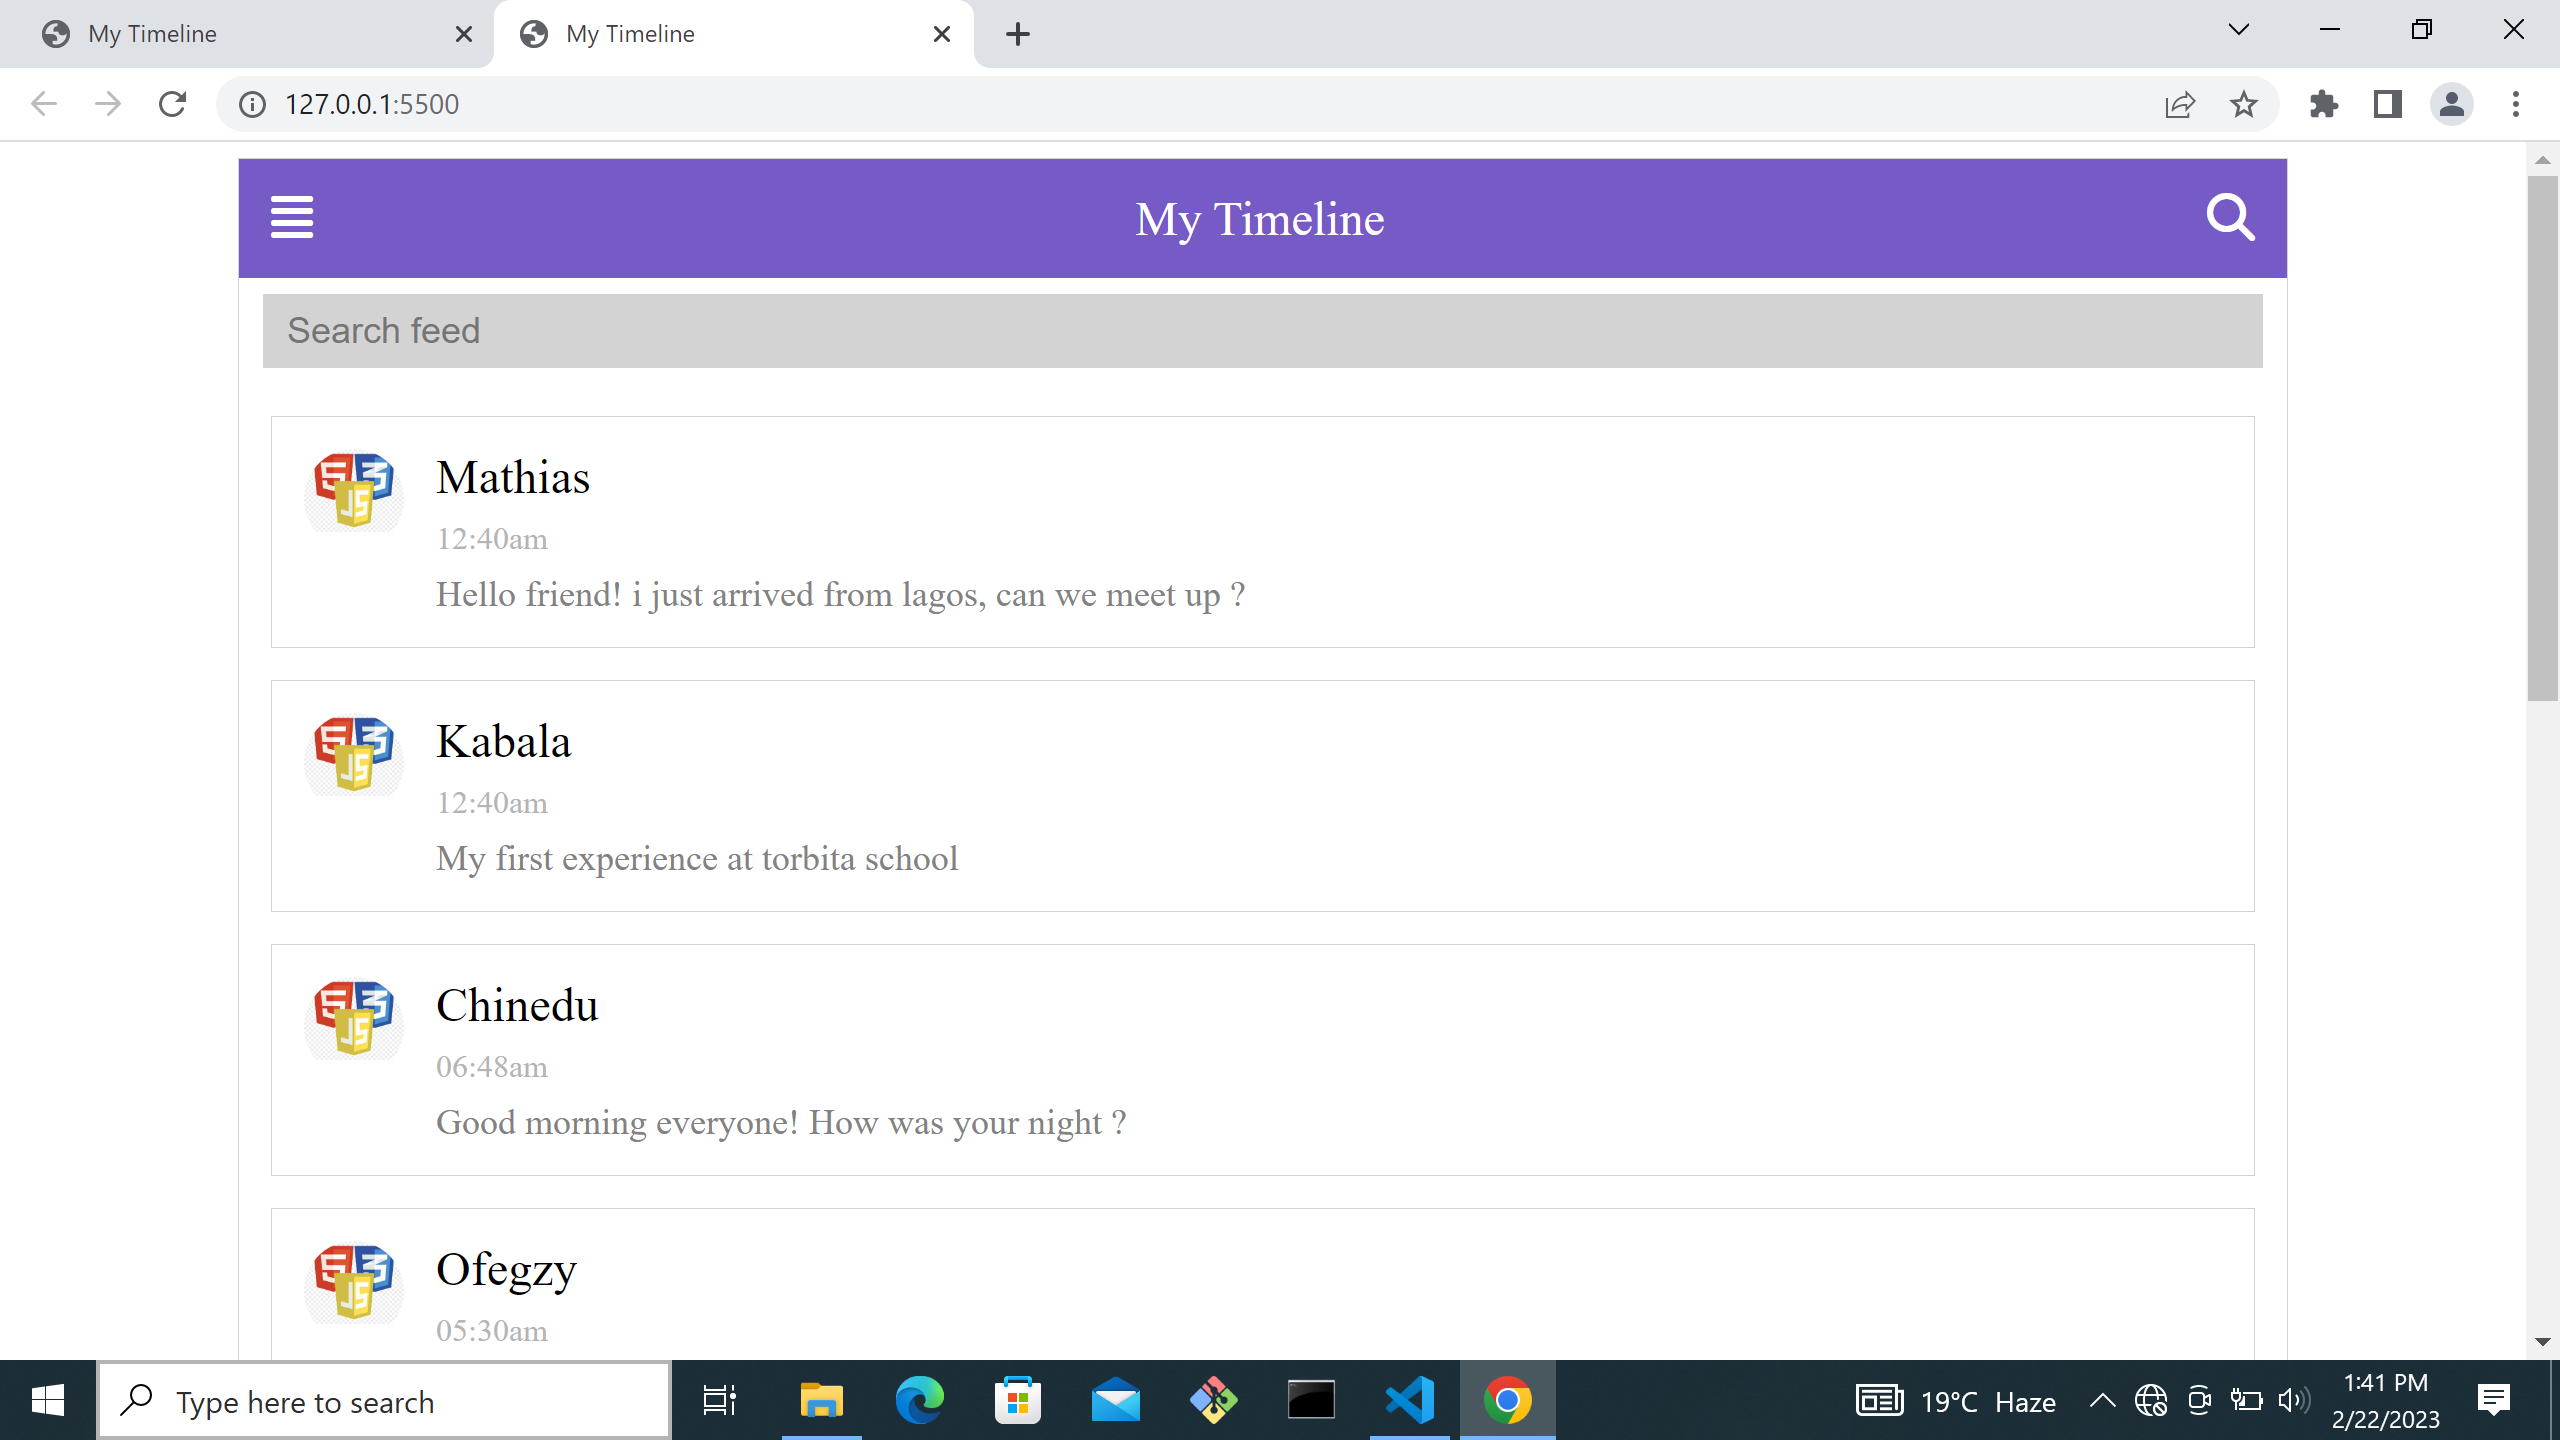 My Timeline
My Timeline
127.0.0.1:5500
My Timeline
Search feed
Mathias
12:40am
Hello friend! i just arrived from lagos, can we meet up ?
Kabala
12:40am
My first experience at torbita school
Chinedu
06:48am
Good morning everyone! How was your night ?
Ofegzy
05:30am
Type here to search
19°C Haze
1:41 PM
2/22/2023